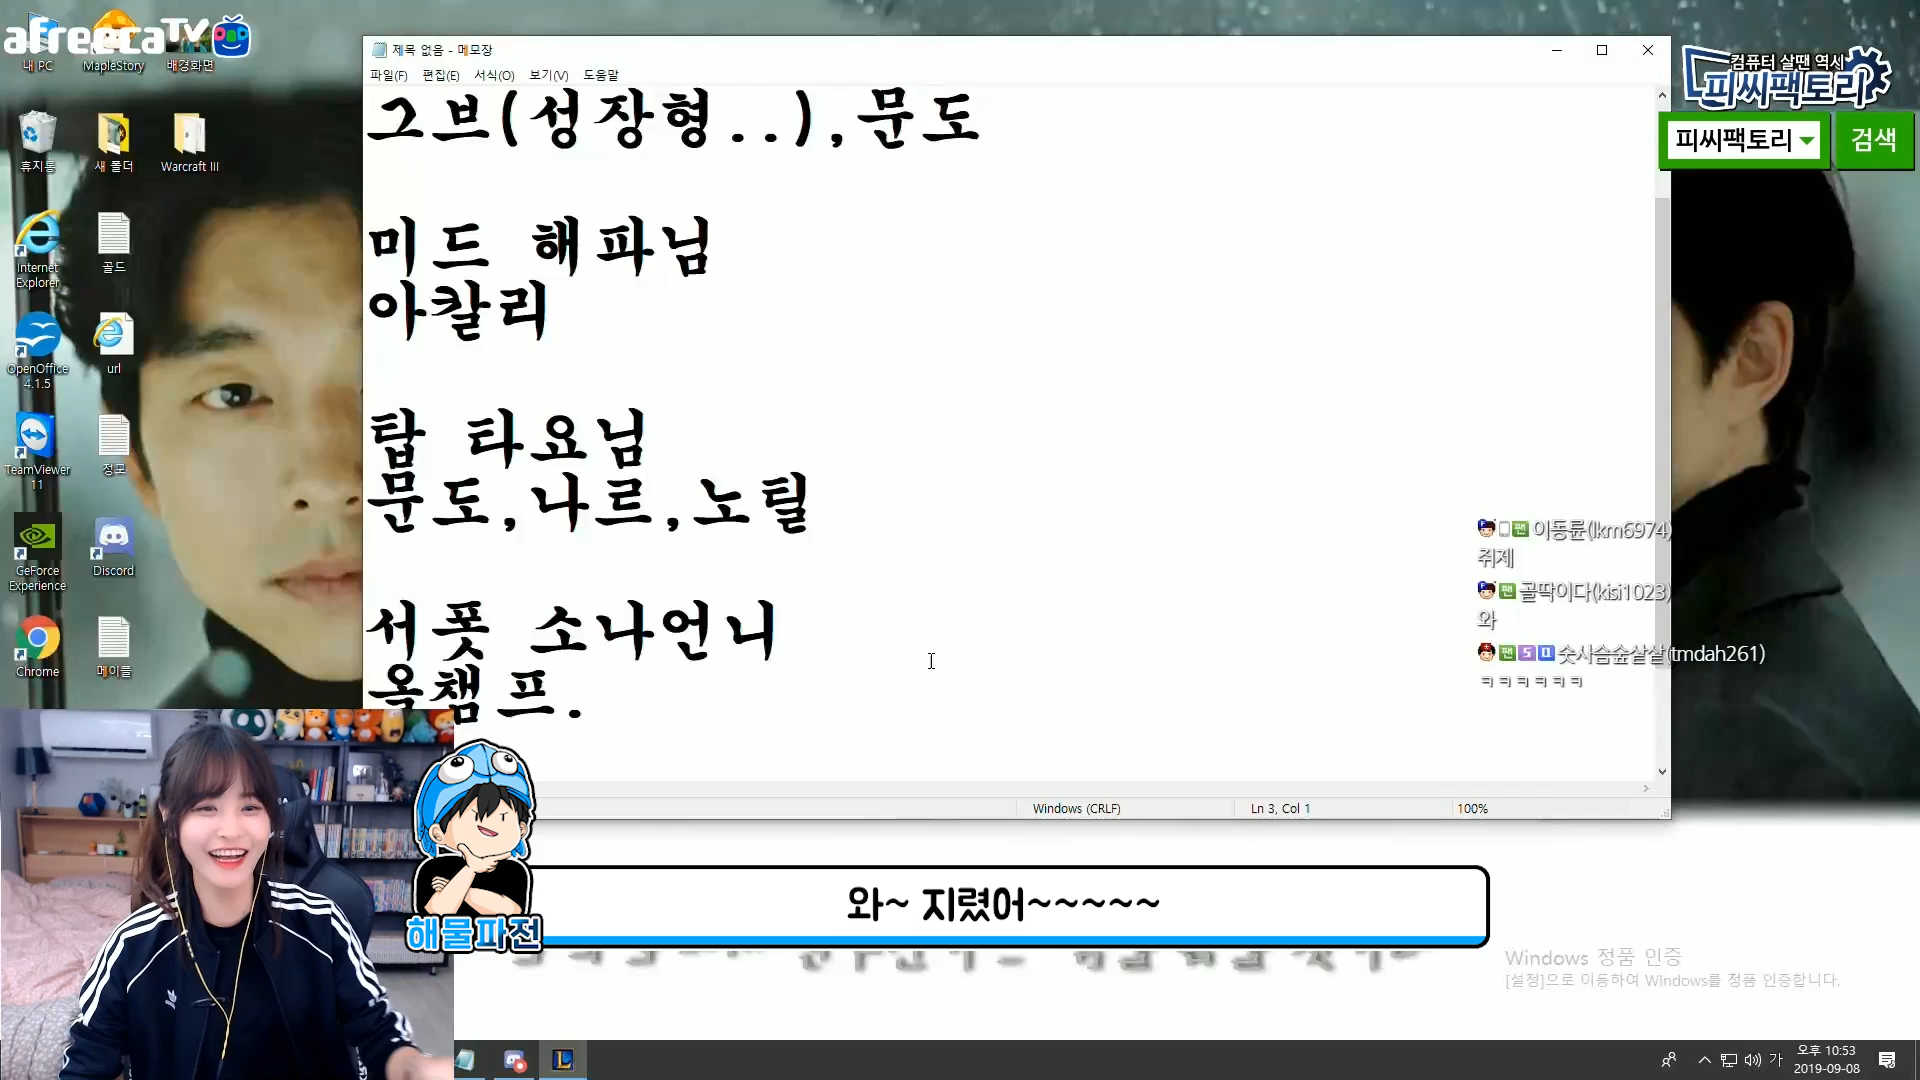 afreecaTV
내 PC
MapleStory
배경화면
휴지통
새 폴더
Warcraft III
Internet Explorer
골드
OpenOffice 4.1.5
url
TeamViewer 11
정모
GeForce Experience
Discord
Chrome
메이플
제목 없음 - 메모장
파일(F) 편집(E) 서식(O) 보기(V) 도움말
그브(성장형..),문도
미드 해파님
아칼리
탑 타요님
문도,나르,노틸
서폿 소나언니
옥챔프.
Windows (CRLF)
Ln 3, Col 1
100%
컴퓨터 살땐 역시
피씨팩토리
피씨팩토리 검색
이동륜(lkm6974)
쥐제
골딱이다(kisi1023)
와
숫사슴숲샅샅(tmdah261)
ㅋㅋㅋㅋㅋㅋ
해물파전
와~ 지렸어~~~~~
Windows 정품 인증
[설정]으로 이동하여 Windows를 정품 인증합니다.
가
오후 10:53
2019-09-08